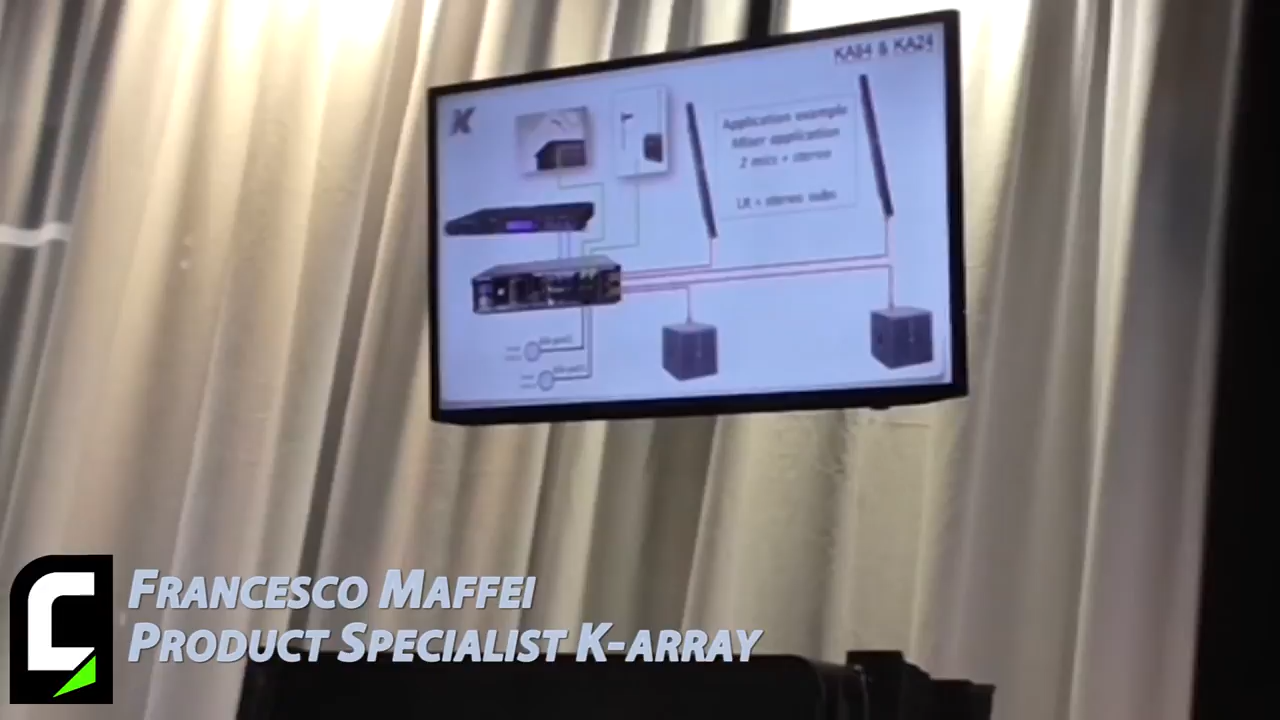 KA84 & KA24
K
Application example
Mixer application
2 mics + stereo
LR + stereo subs
FRANCESCO MAFFEI
PRODUCT SPECIALIST K-ARRAY